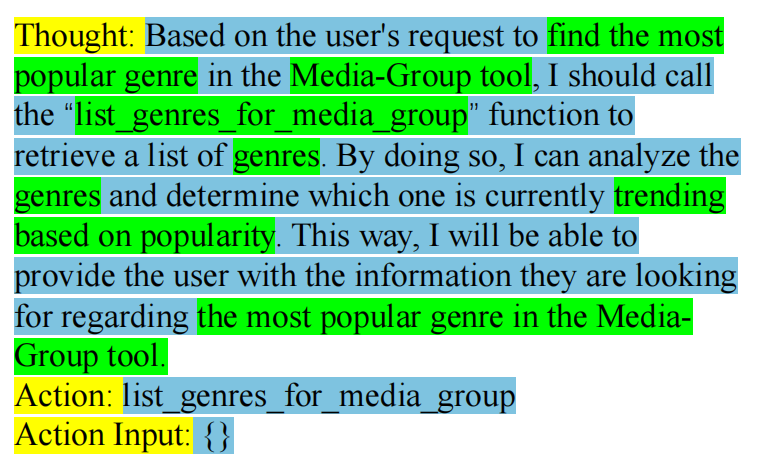 Thought: Based on the user's request to find the most
popular genre in the Media-Group tool, I should call
the “list_genres_for_media_group” function to
retrieve a list of genres. By doing so, I can analyze the
genres and determine which one is currently trending
based on popularity. This way, I will be able to
provide the user with the information they are looking
for regarding the most popular genre in the Media-
Group tool.
Action: list_genres_for_media_group
Action Input: {}